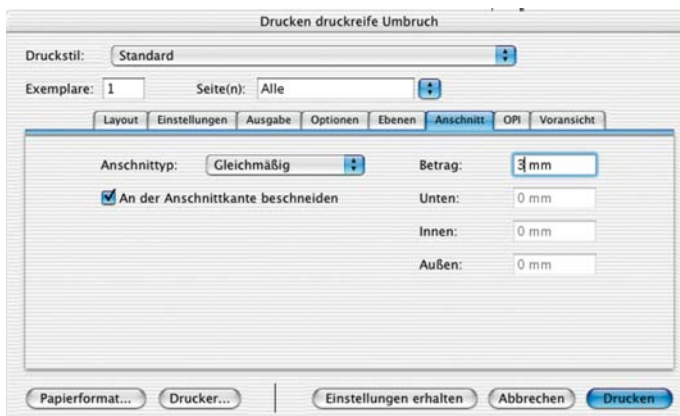 Drucken druckreife Umbruch
Druckstil: Standard
Exemplare: 1 Seite(n): Alle
Layout Einstellungen Ausgabe Optionen Ebenen Anschnitt OPI Voransicht
Anschnittyp: Gleichmäßig Betrag: 3 mm
An der Anschnittkante beschneiden Unten: 0 mm
Innen: 0 mm
Außen: 0 mm
Papierformat... Drucker... Einstellungen erhalten Abbrechen Drucken